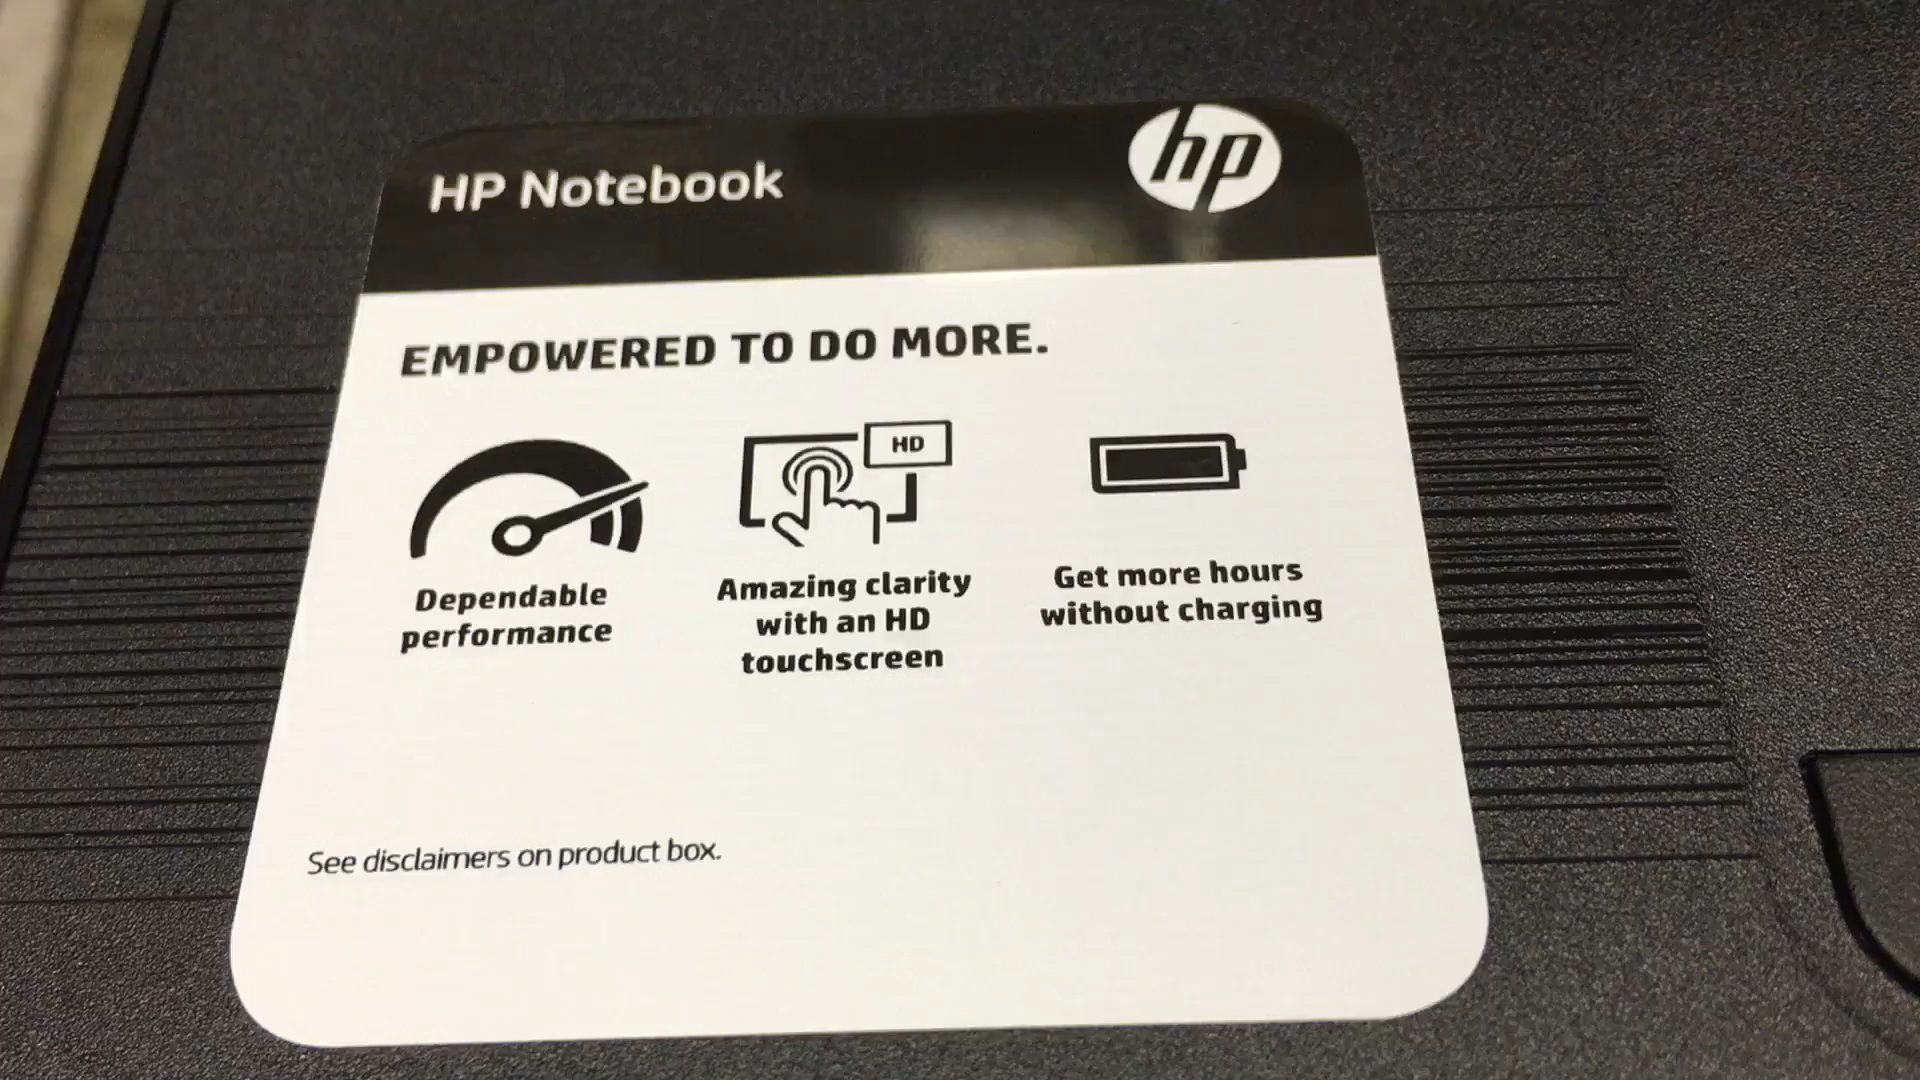 HP Notebook
hp
EMPOWERED TO DO MORE.
HD
Dependable
performance
Amazing clarity
with an HD
touchscreen
Get more hours
without charging
See disclaimers on product box.